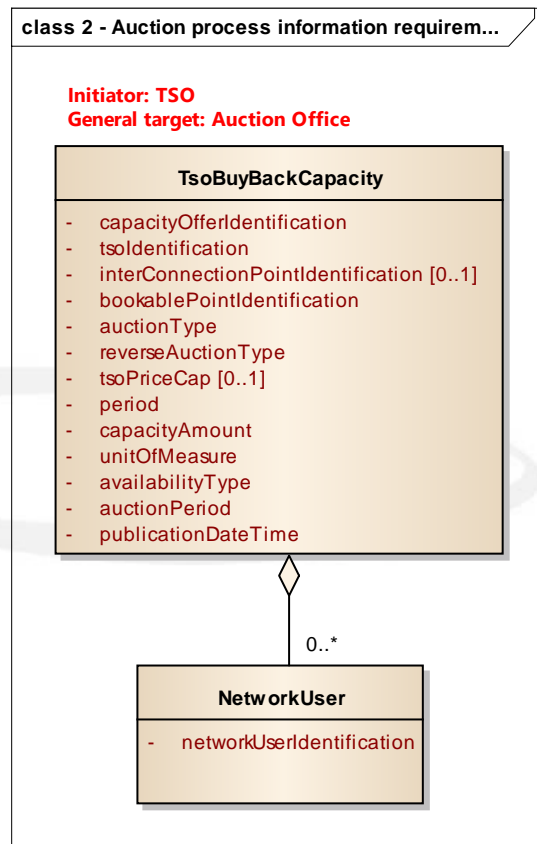 class 2 - Auction process information requirem...
Initiator: TSO
General target: Auction Office
TsoBuyBackCapacity
- capacityOfferIdentification
- tsoIdentification
- interConnectionPointIdentification [0..1]
- bookablePointIdentification
- auctionType
- reverseAuctionType
- tsoPriceCap [0..1]
- period
- capacityAmount
- unitOfMeasure
- availabilityType
- auctionPeriod
- publicationDateTime
0..*
NetworkUser
- networkUserIdentification